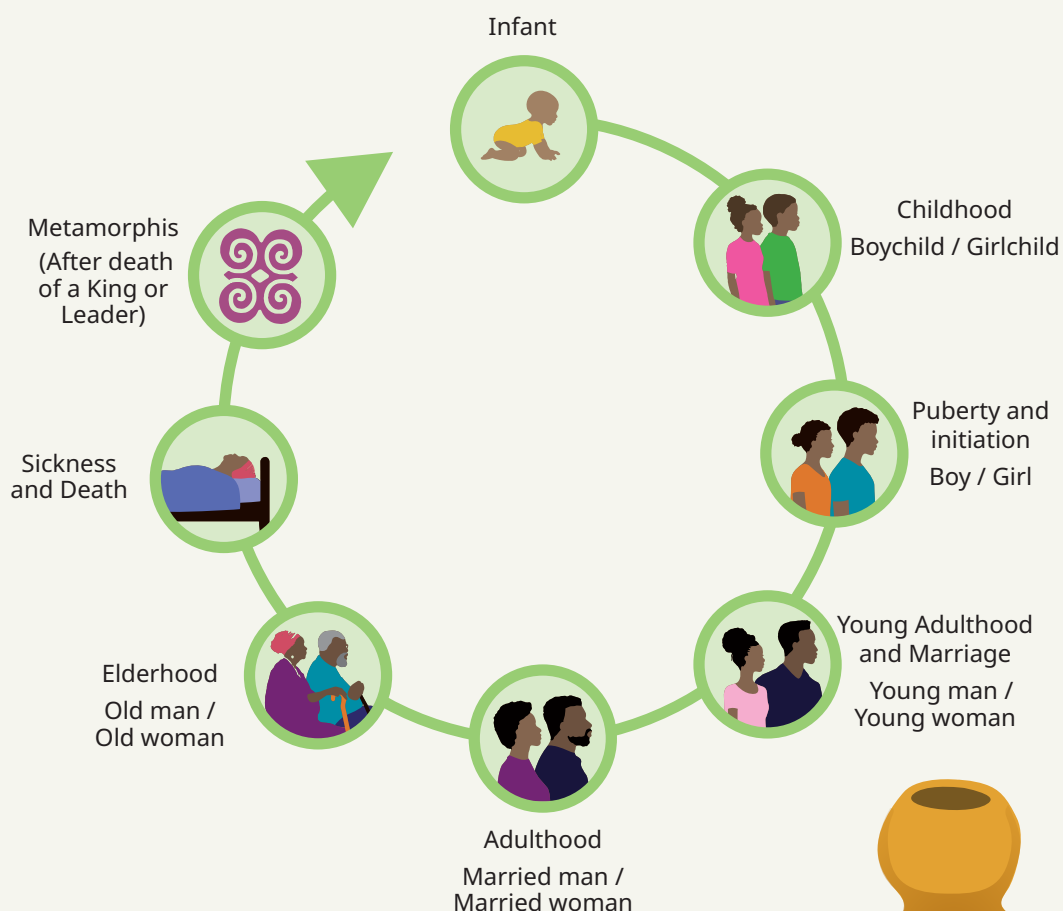 Infant
Childhood
Boychild / Girlchild
Puberty and
initiation
Boy / Girl
Young Adulthood
and Marriage
Young man /
Young woman
Adulthood
Married man /
Married woman
Elderhood
Old man /
Old woman
Sickness
and Death
Metamorphis
(After death
of a King or
Leader)